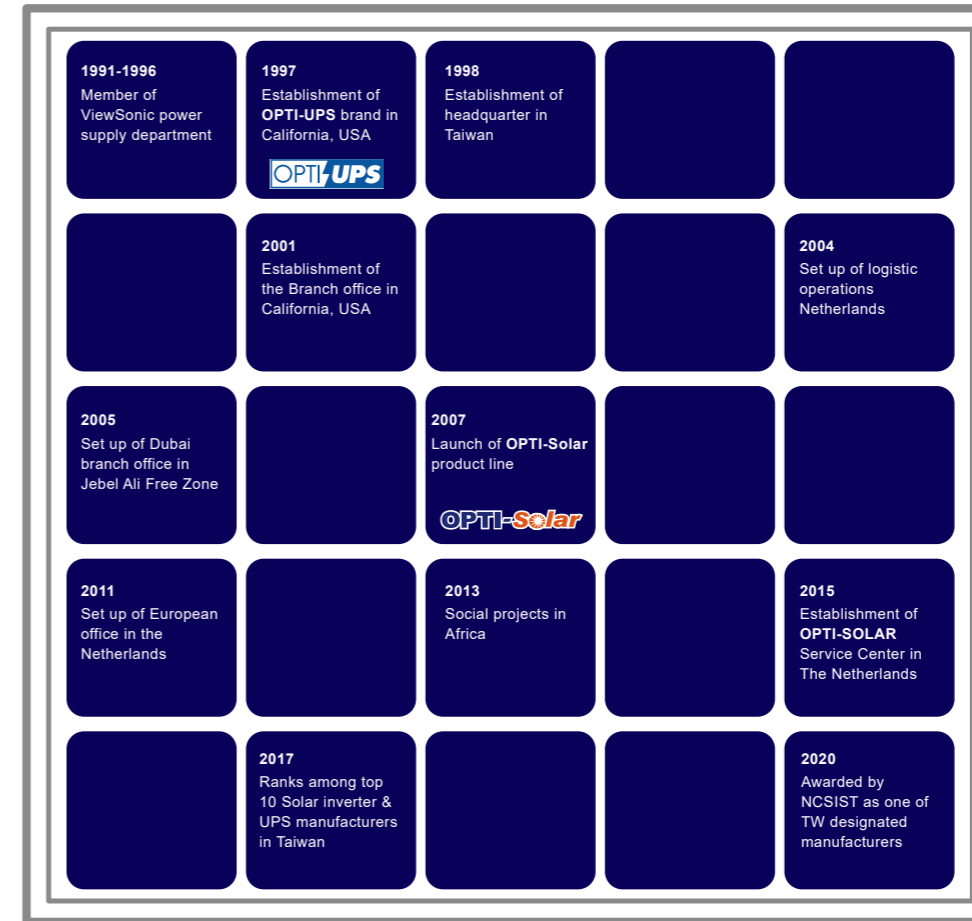 1991-1996
Member of
ViewSonic power
supply department
1997
Establishment of
OPTI-UPS brand in
California, USA
OPTI-UPS
1998
Establishment of
headquarter in
Taiwan
2001
Establishment of
the Branch office in
California, USA
2004
Set up of logistic
operations
Netherlands
2005
Set up of Dubai
branch office in
Jebel Ali Free Zone
2007
Launch of OPTI-Solar
product line
OPTI-Solar
2011
Set up of European
office in the
Netherlands
2013
Social projects in
Africa
2015
Establishment of
OPTI-SOLAR
Service Center in
The Netherlands
2017
Ranks among top
10 Solar inverter &
UPS manufacturers
in Taiwan
2020
Awarded by
NCSIST as one of
TW designated
manufacturers